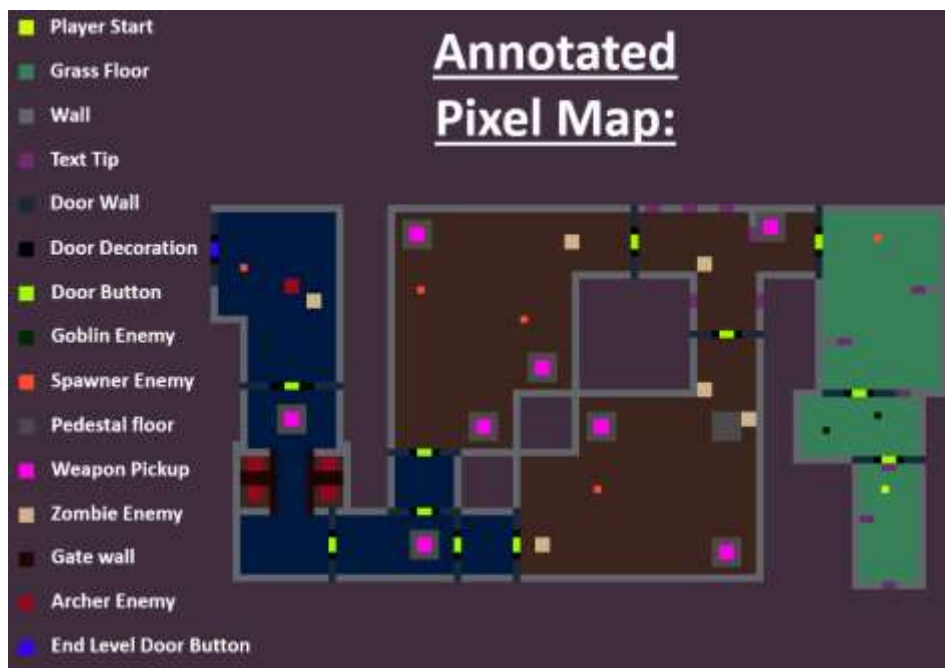 Player Start
Grass Floor
Wall
Text Tip
Door Wall
Door Decoration
Door Button
Goblin Enemy
Spawner Enemy
Pedestal floor
Weapon Pickup
Zombie Enemy
Gate wall
Archer Enemy
End Level Door Button
Annotated
Pixel Map: